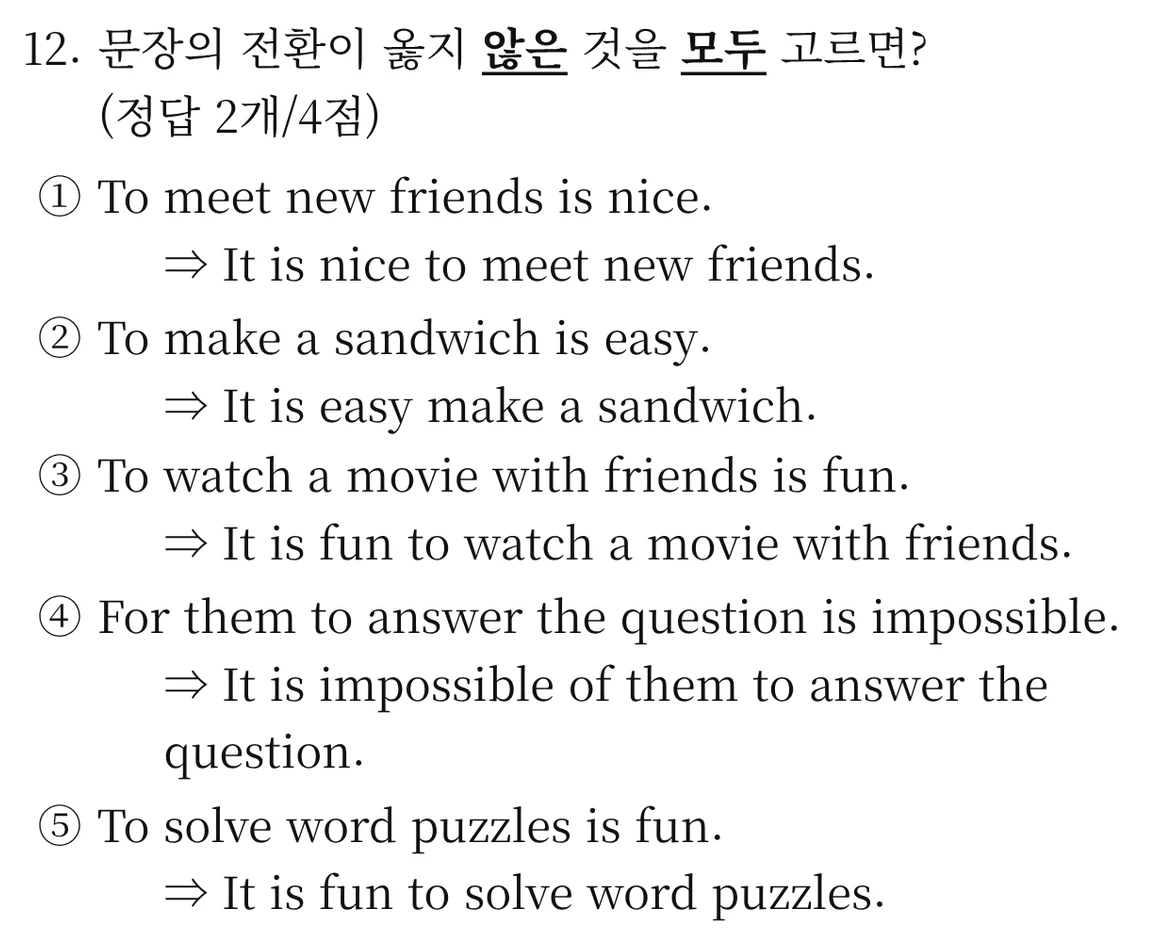 12. 문장의 전환이 옳지 않은 것을 모두 고르면?
(정답 2개/4점)
① To meet new friends is nice.
⇒ It is nice to meet new friends.
② To make a sandwich is easy.
⇒ It is easy make a sandwich.
③ To watch a movie with friends is fun.
⇒ It is fun to watch a movie with friends.
④ For them to answer the question is impossible.
⇒ It is impossible of them to answer the
question.
⑤ To solve word puzzles is fun.
⇒ It is fun to solve word puzzles.